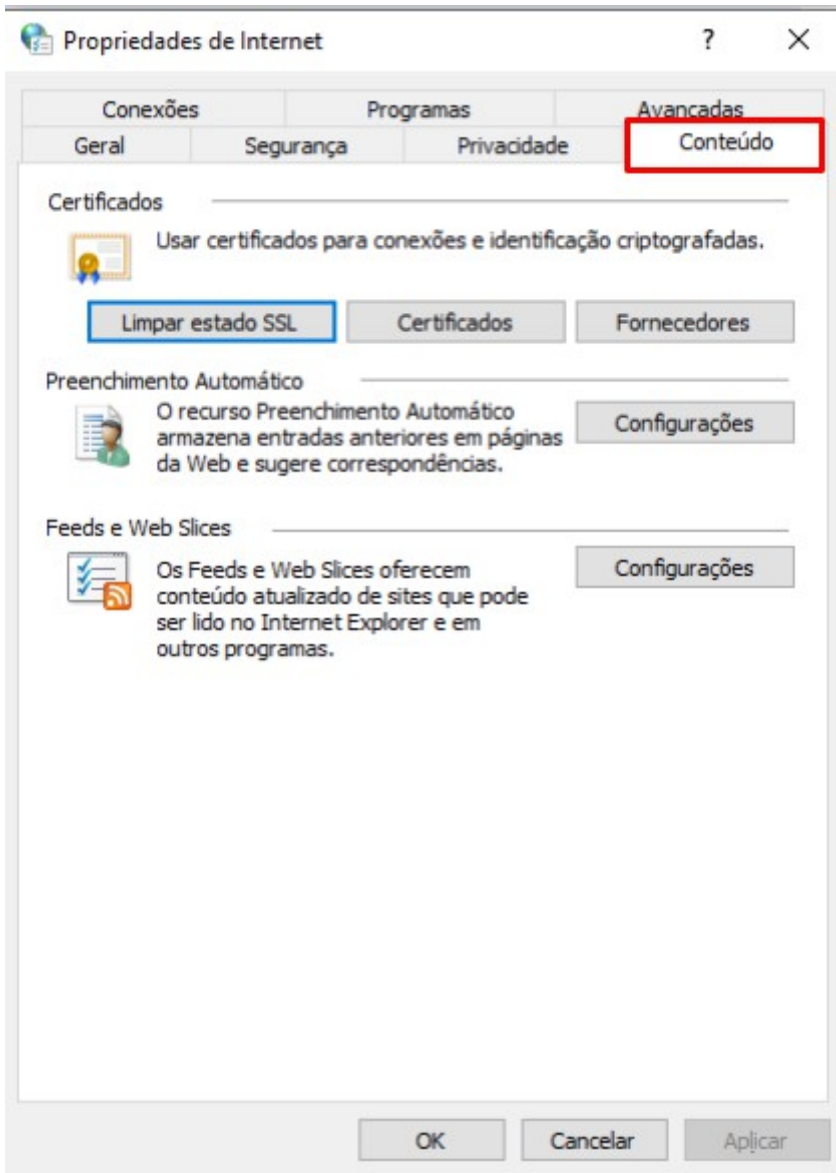 Propriedades de Internet
?
Conexões Programas Avançadas
Geral Segurança Privacidade Conteúdo
Certificados
Usar certificados para conexões e identificação criptografadas.
Limpar estado SSL Certificados Fornecedores
Preenchimento Automático
O recurso Preenchimento Automático
armazena entradas anteriores em páginas
da Web e sugere correspondências.
Configurações
Feeds e Web Slices
Os Feeds e Web Slices oferecem
conteúdo atualizado de sites que pode
ser lido no Internet Explorer e em
outros programas.
Configurações
OK Cancelar Aplicar